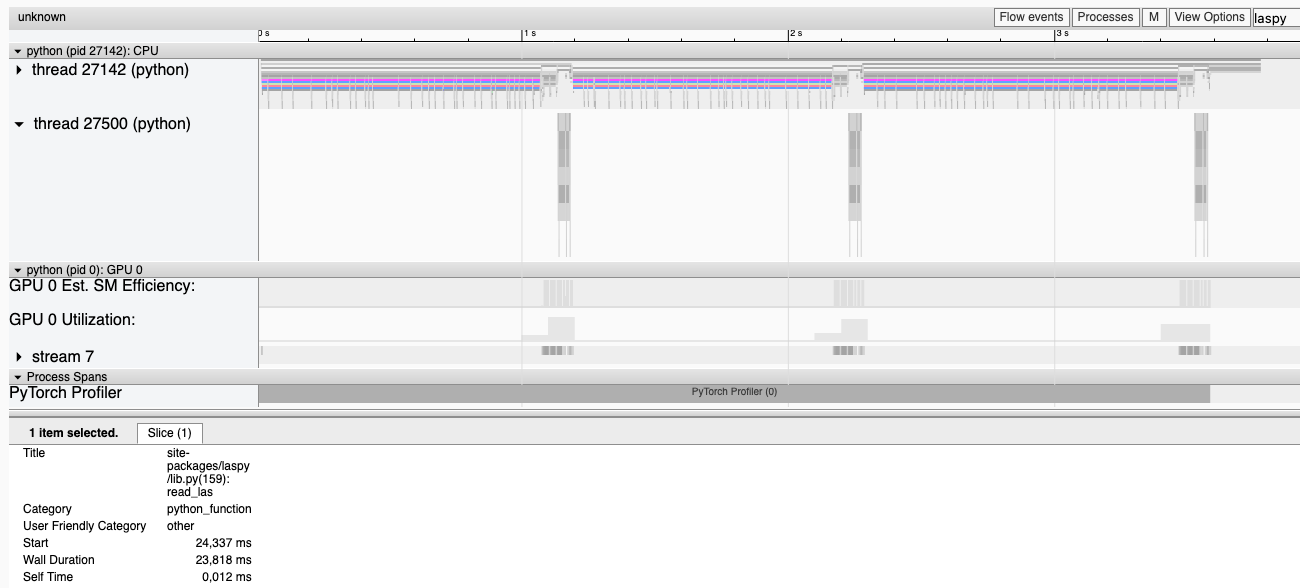 unknown
Flow events Processes M View Options laspy
0 s 1 s 2 s 3 s
python (pid 27142): CPU
thread 27142 (python)
thread 27500 (python)
python (pid 0): GPU 0
GPU 0 Est. SM Efficiency:
GPU 0 Utilization:
stream 7
Process Spans
PyTorch Profiler
PyTorch Profiler (0)
1 item selected. Slice (1)
Title site-
packages/laspy
/lib.py(159):
read_las
Category python_function
User Friendly Category other
Start 24,337 ms
Wall Duration 23,818 ms
Self Time 0,012 ms